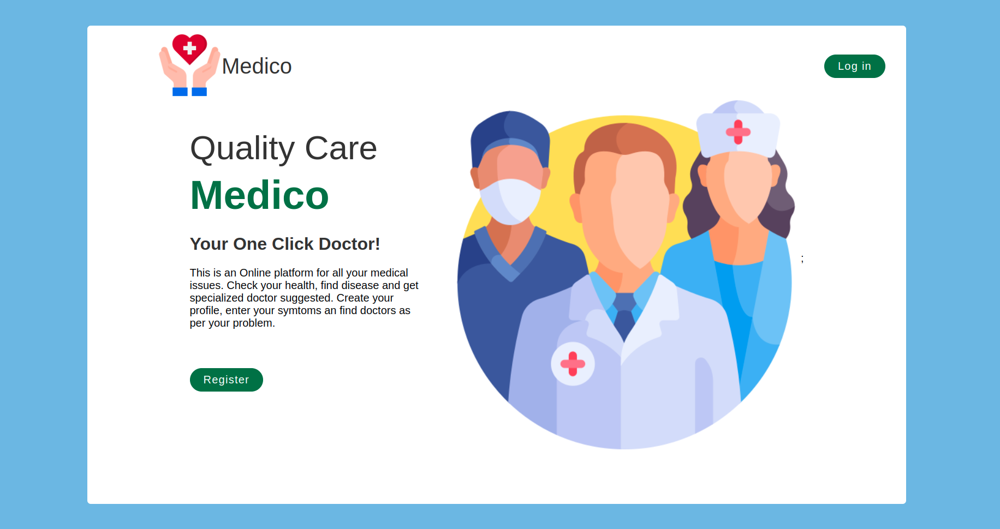 Medico
Log in
Quality Care
Medico
Your One Click Doctor!
This is an Online platform for all your medical
issues. Check your health, find disease and get
specialized doctor suggested. Create your
profile, enter your symtoms an find doctors as
per your problem.
;
Register